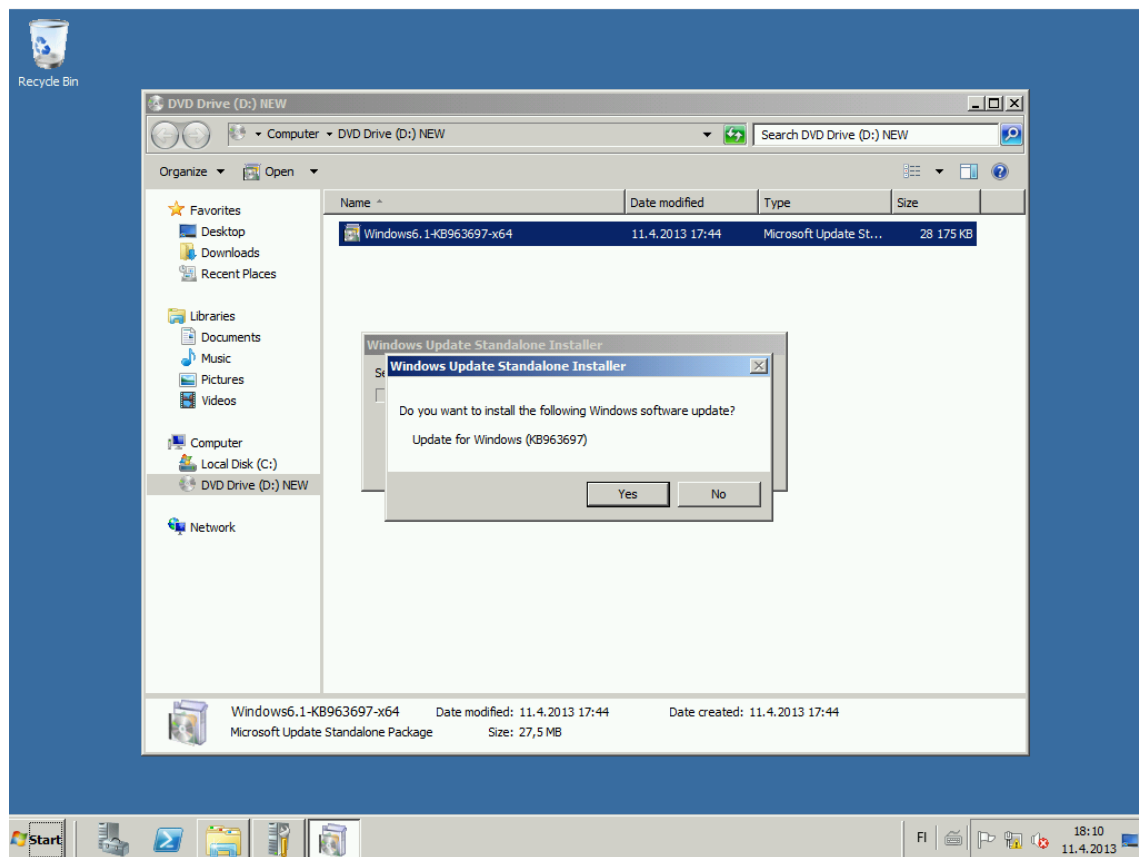 Recycle Bin
DVD Drive (D:) NEW
Computer DVD Drive (D:) NEW
Search DVD Drive (D:) NEW
Organize Open
Name Date modified Type Size
Windows6.1-KB963697-x64 11.4.2013 17:44 Microsoft Update St... 28 175 KB
Favorites
Desktop
Downloads
Recent Places
Libraries
Documents
Music
Pictures
Videos
Computer
Local Disk (C:)
DVD Drive (D:) NEW
Network
Windows Update Standalone Installer
Windows Update Standalone Installer
Do you want to install the following Windows software update?
Update for Windows (KB963697)
Yes No
Windows6.1-KB963697-x64 Date modified: 11.4.2013 17:44 Date created: 11.4.2013 17:44
Microsoft Update Standalone Package Size: 27,5 MB
Start
FI
18:10
11.4.2013